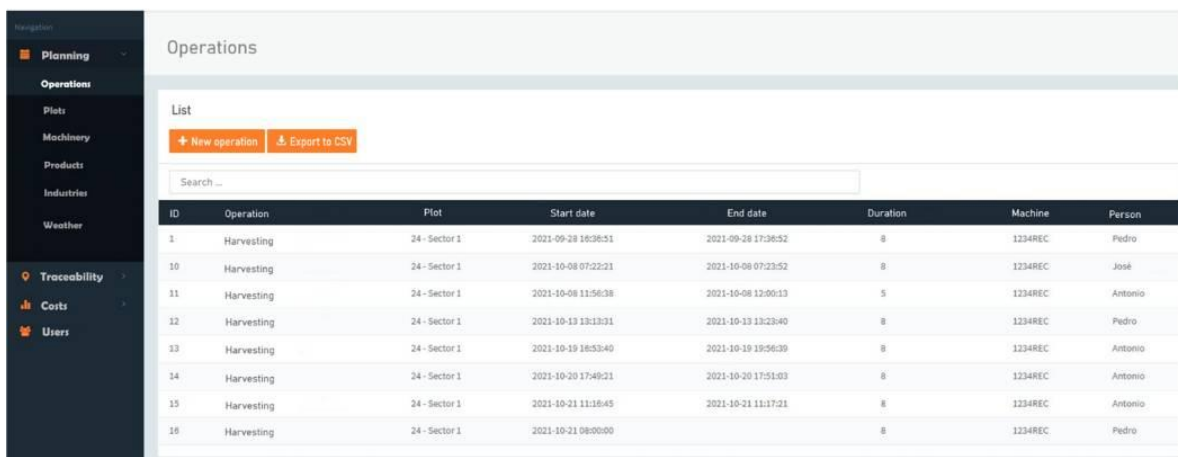 Navigation
Planning
Operations
Plots
Machinery
Products
Industries
Weather
Traceability
Costs
Users
Operations
List
+ New operation Export to CSV
Search ...
ID Operation Plot Start date End date Duration Machine Person
1 Harvesting 24 - Sector 1 2021-09-28 16:36:51 2021-09-28 17:36:52 8 1234REC Pedro
10 Harvesting 24 - Sector 1 2021-10-08 07:22:21 2021-10-08 07:23:52 8 1234REC José
11 Harvesting 24 - Sector 1 2021-10-08 11:56:38 2021-10-08 12:00:13 5 1234REC Antonio
12 Harvesting 24 - Sector 1 2021-10-13 13:13:31 2021-10-13 13:23:40 8 1234REC Pedro
13 Harvesting 24 - Sector 1 2021-10-19 16:53:40 2021-10-19 19:56:39 8 1234REC Antonio
14 Harvesting 24 - Sector 1 2021-10-20 17:49:21 2021-10-20 17:51:03 8 1234REC Antonio
15 Harvesting 24 - Sector 1 2021-10-21 11:16:45 2021-10-21 11:17:21 8 1234REC Antonio
16 Harvesting 24 - Sector 1 2021-10-21 08:00:00 8 1234REC Pedro